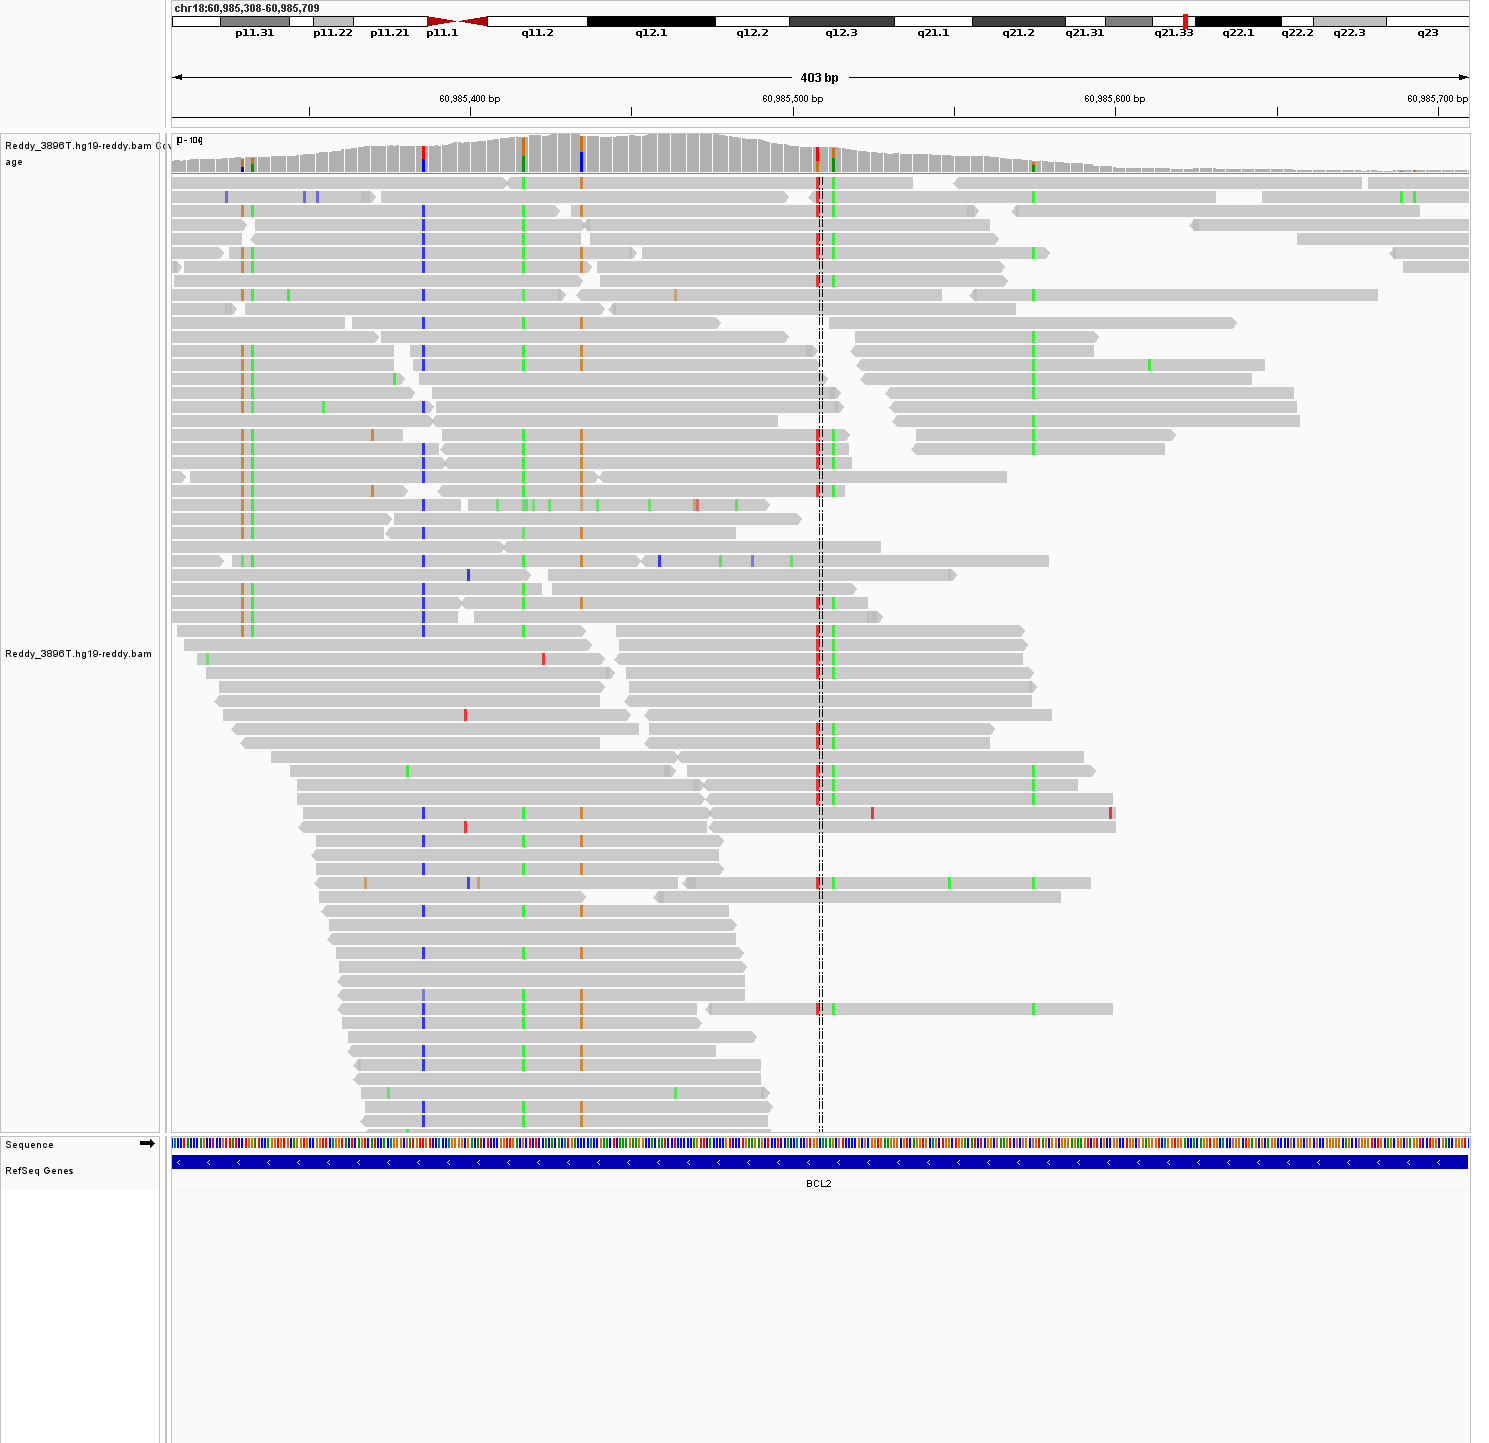 chr18:60,985,308-60,985,709
p11.31 p11.22 p11.21 p11.1 q11.2 q12.1 q12.2 q12.3 q21.1 q21.2 q21.31 q21.33 q22.1 q22.2 q22.3 q23
403 bp
60,985,400 bp 60,985,500 bp 60,985,600 bp 60,985,700 bp
[0 - 104]
Reddy_3896T.hg19-reddy.bam Cov
age
Reddy_3896T.hg19-reddy.bam
Sequence
RefSeq Genes
BCL2